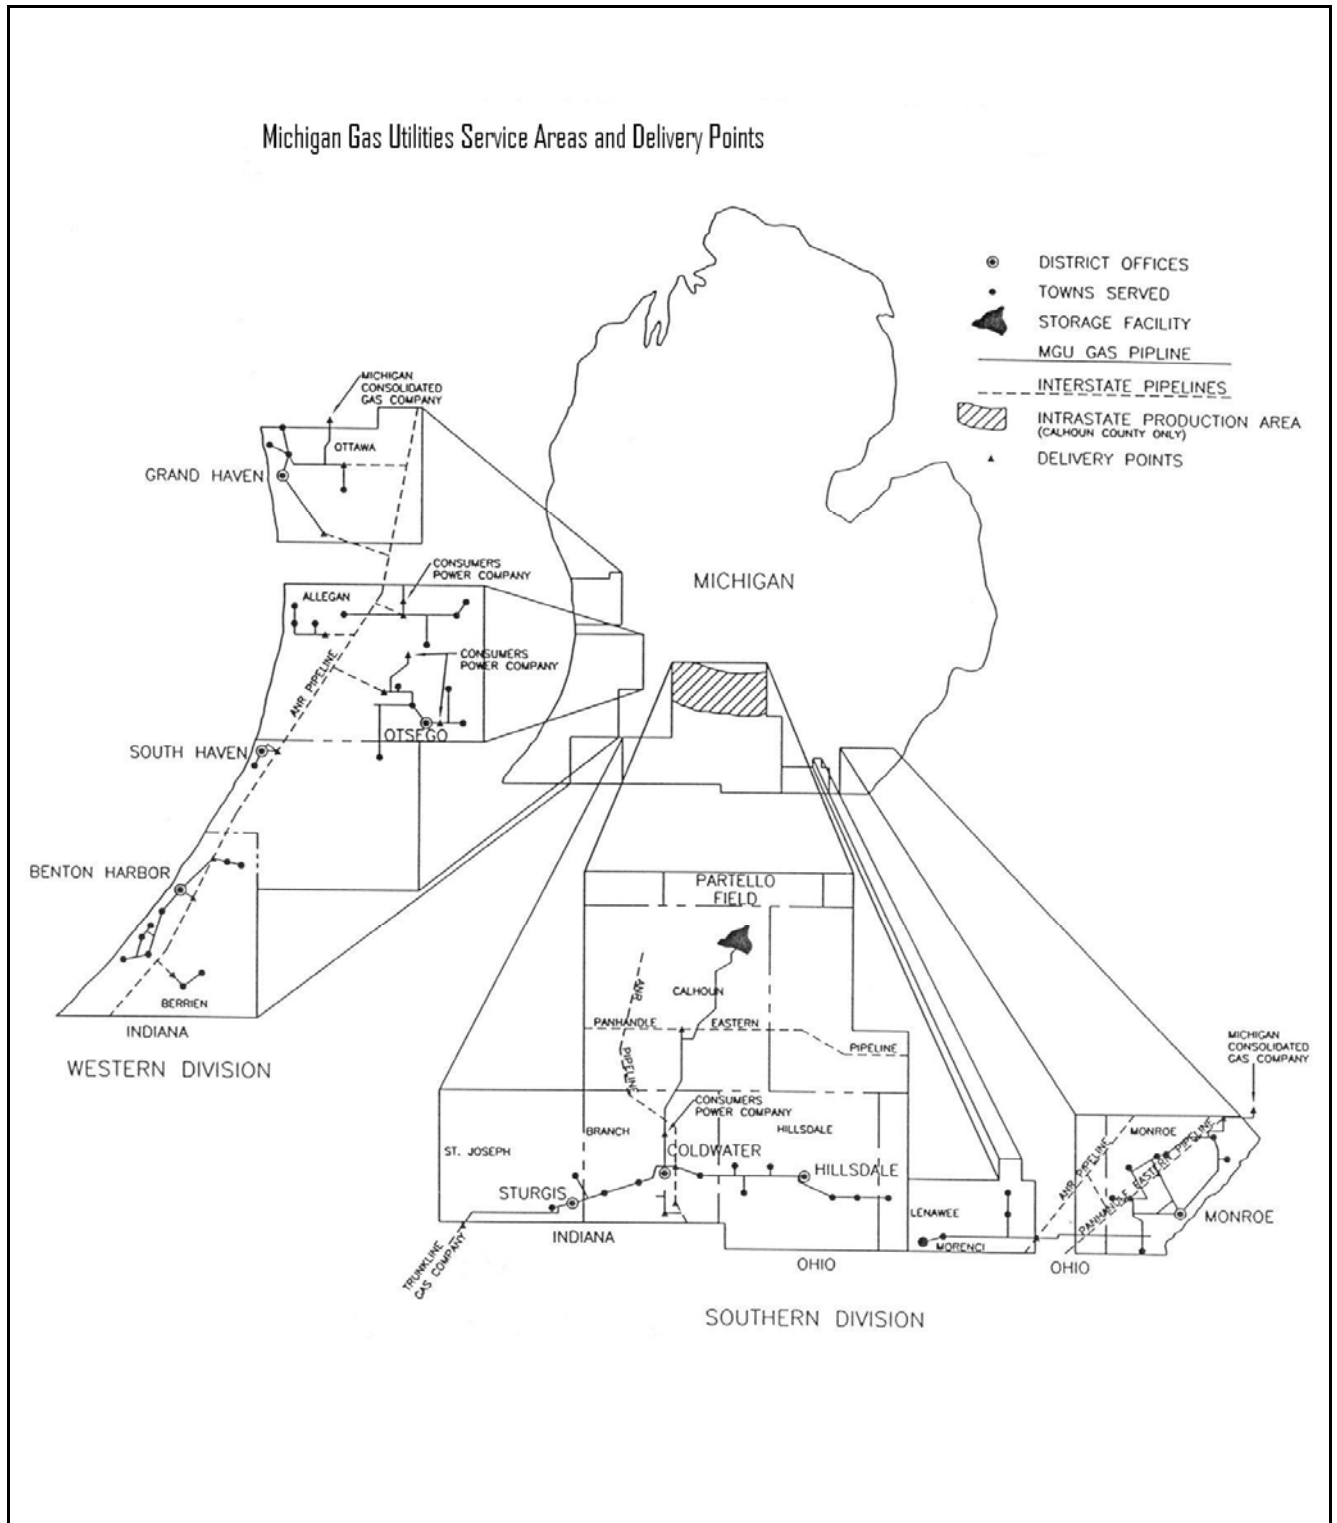 Michigan Gas Utilities Service Areas and Delivery Points
DISTRICT OFFICES
TOWNS SERVED
STORAGE FACILITY
MGU GAS PIPLINE
INTERSTATE PIPELINES
INTRASTATE PRODUCTION AREA
(CALHOUN COUNTY ONLY)
DELIVERY POINTS
MICHIGAN
CONSOLIDATED
GAS COMPANY
OTTAWA
GRAND HAVEN
CONSUMERS
POWER COMPANY
ALLEGAN
CONSUMERS
POWER COMPANY
ANR PIPELINE
OTSEGO
SOUTH HAVEN
BENTON HARBOR
BERRIEN
INDIANA
WESTERN DIVISION
MICHIGAN
PARTELLO
FIELD
ANR
PIPELINE
CALHOUN
PANHANDLE
EASTERN
PIPELINE
CONSUMERS
POWER COMPANY
BRANCH
HILLSDALE
ST. JOSEPH
COLDWATER
HILLSDALE
STURGIS
INDIANA
TRUNKLINE
GAS COMPANY
OHIO
LENAWEE
MORENCI
MICHIGAN
CONSOLIDATED
GAS COMPANY
MONROE
ANR PIPELINE
PANHANDLE EASTERN PIPELINE
MONROE
OHIO
SOUTHERN DIVISION